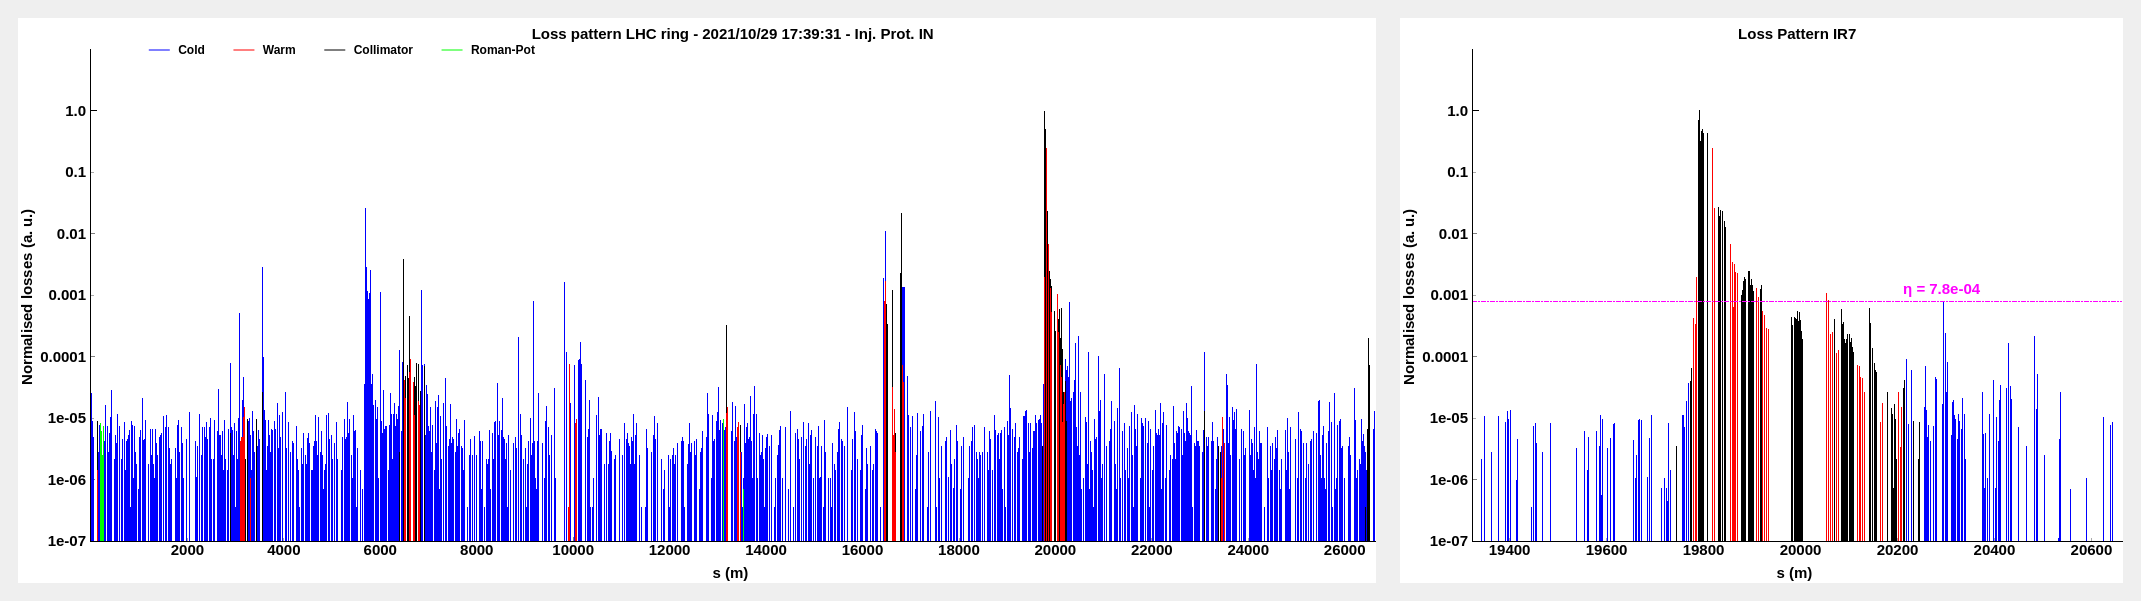 Loss pattern LHC ring - 2021/10/29 17:39:31 - Inj. Prot. IN
Cold Warm Collimator Roman-Pot
1.0
0.1
0.01
0.001
0.0001
1e-05
1e-06
1e-07
Normalised losses (a. u.)
2000 4000 6000 8000 10000 12000 14000 16000 18000 20000 22000 24000 26000
s (m)
Loss Pattern IR7
1.0
0.1
0.01
0.001
0.0001
1e-05
1e-06
1e-07
Normalised losses (a. u.)
η = 7.8e-04
19400 19600 19800 20000 20200 20400 20600
s (m)